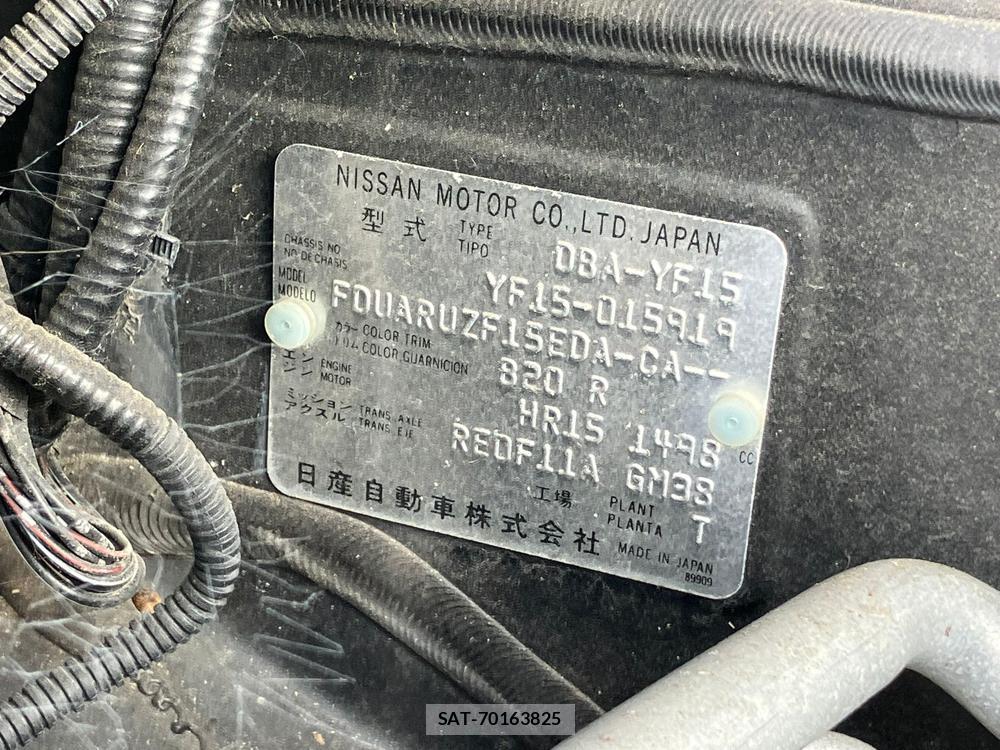 NISSAN MOTOR CO.,LTD. JAPAN
型式 TYPE TIPO DBA-YF15
CHASSIS NO NO DE CHASIS YF15-015919
MODEL MODELO FDUARUZF15EDA-CA--
カラー COLOR TRIM トリム COLOR GUARNICION 820 R
エンジン ENGINE MOTOR HR15 1498 CC
ミッション アクスル TRANS. AXLE TRANS. EJE RE0F11A GM38
工場 PLANT PLANTA T
日産自動車株式会社 MADE IN JAPAN
89909
SAT-70163825